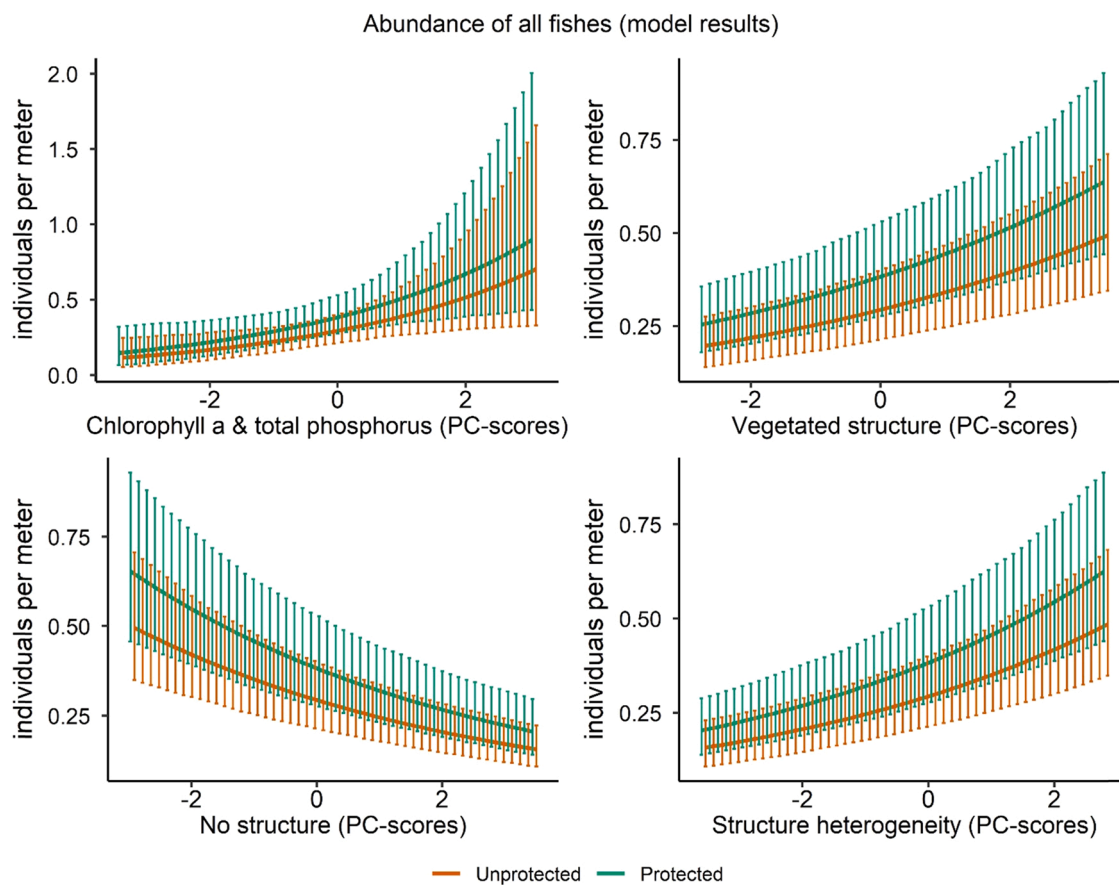 Abundance of all fishes (model results)
individuals per meter
2.0
1.5
1.0
0.5
0.0
-2 0 2
Chlorophyll a & total phosphorus (PC-scores)
individuals per meter
0.75
0.50
0.25
-2 0 2
Vegetated structure (PC-scores)
individuals per meter
0.75
0.50
0.25
-2 0 2
No structure (PC-scores)
individuals per meter
0.75
0.50
0.25
-2 0 2
Structure heterogeneity (PC-scores)
Unprotected Protected